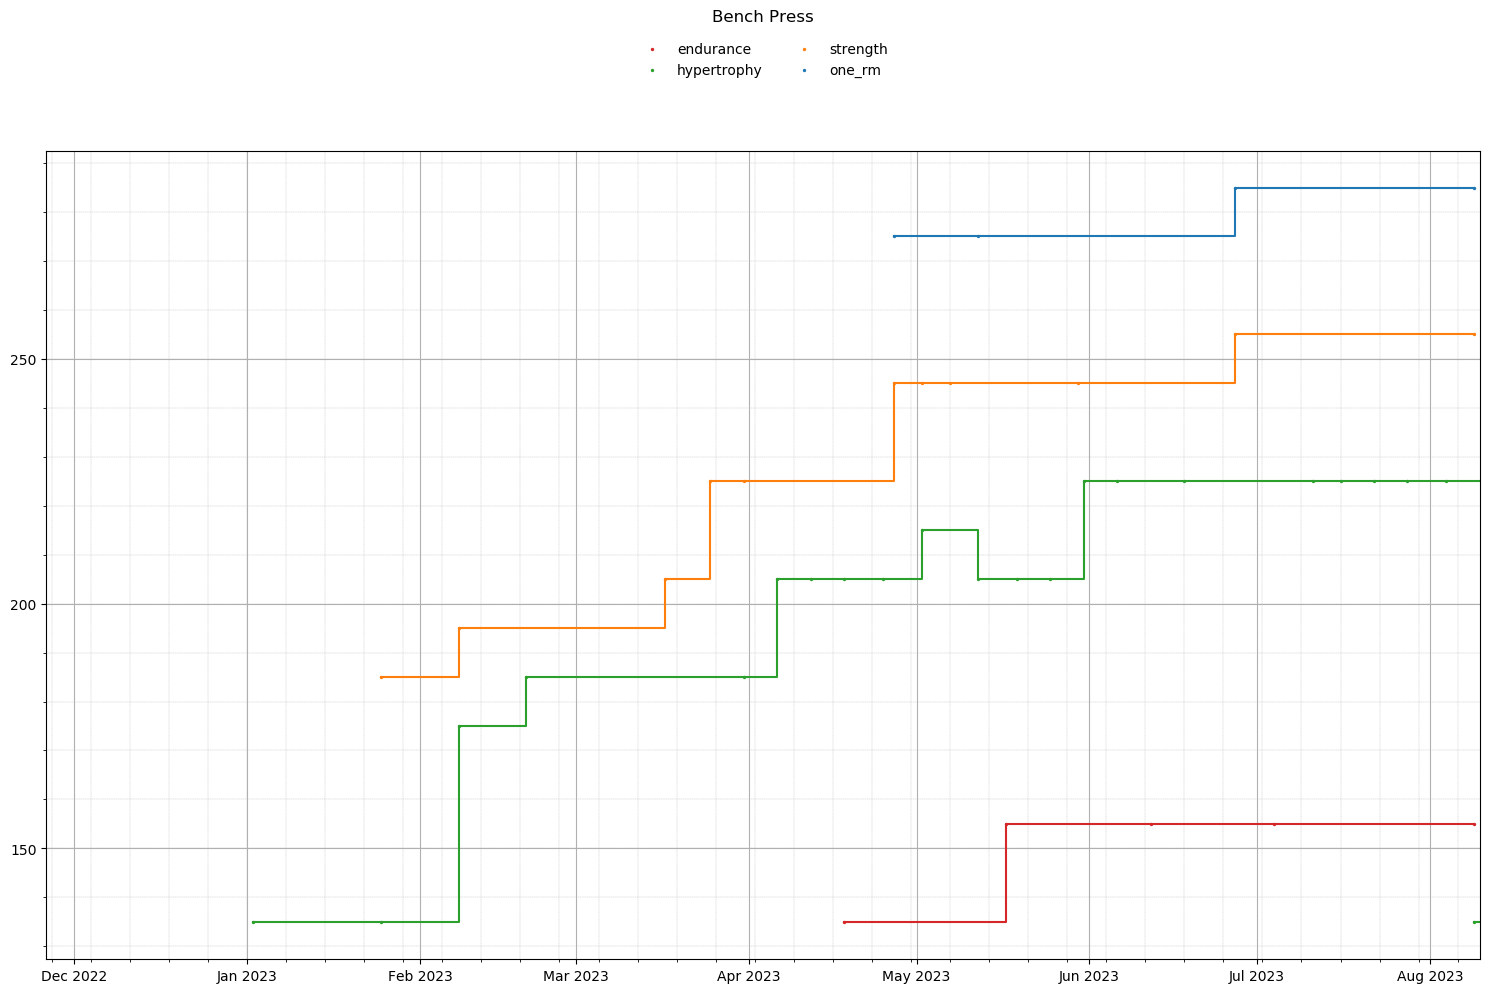 Bench Press
endurance strength
hypertrophy one_rm
250
200
150
Dec 2022 Jan 2023 Feb 2023 Mar 2023 Apr 2023 May 2023 Jun 2023 Jul 2023 Aug 2023